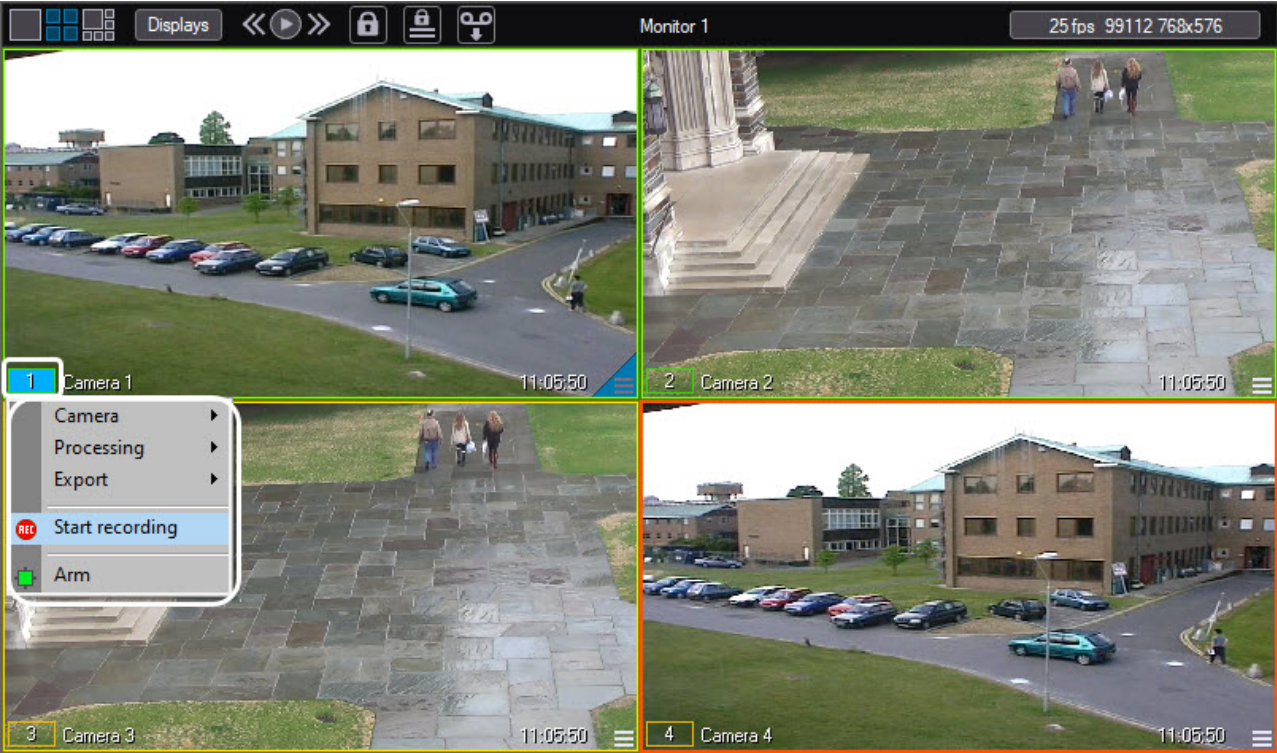 Displays
Monitor 1
25 fps 99112 768x576
1 Camera 1 11:05:50
2 Camera 2 11:05:50
Camera
Processing
Export
REC Start recording
Arm
3 Camera 3 11:05:50
4 Camera 4 11:05:50